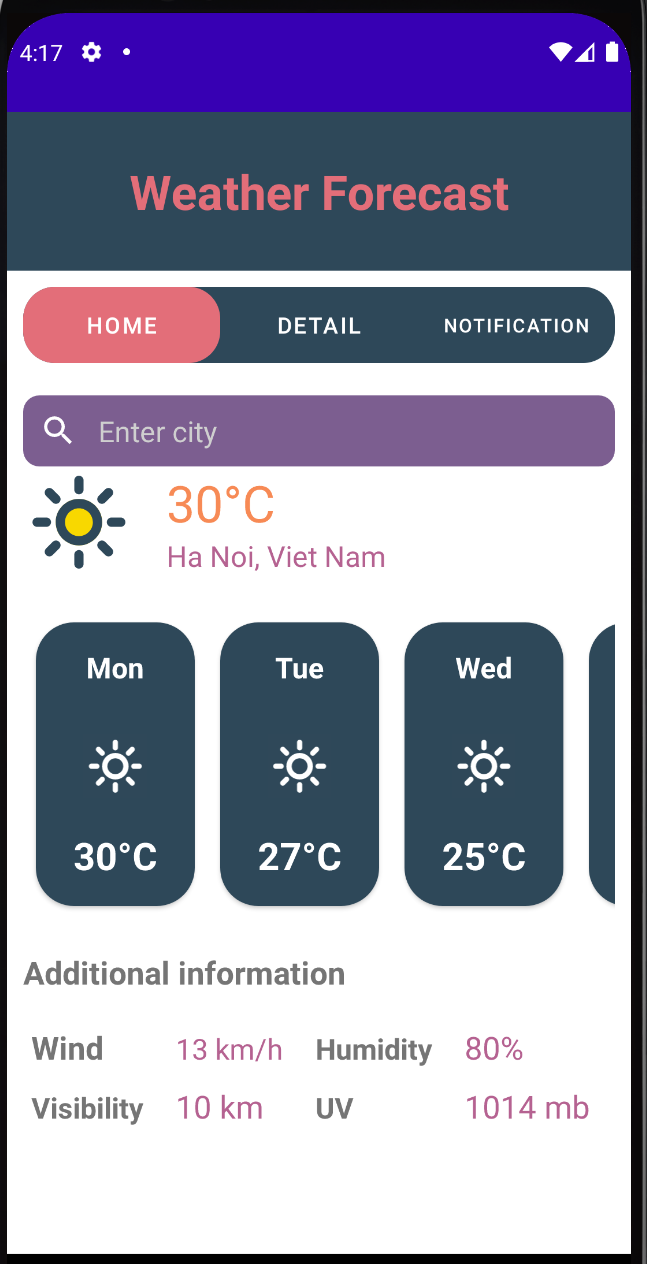 4:17
Weather Forecast
HOME DETAIL NOTIFICATION
Enter city
30°C
Ha Noi, Viet Nam
Mon Tue Wed
30°C 27°C 25°C
Additional information
Wind 13 km/h Humidity 80%
Visibility 10 km UV 1014 mb